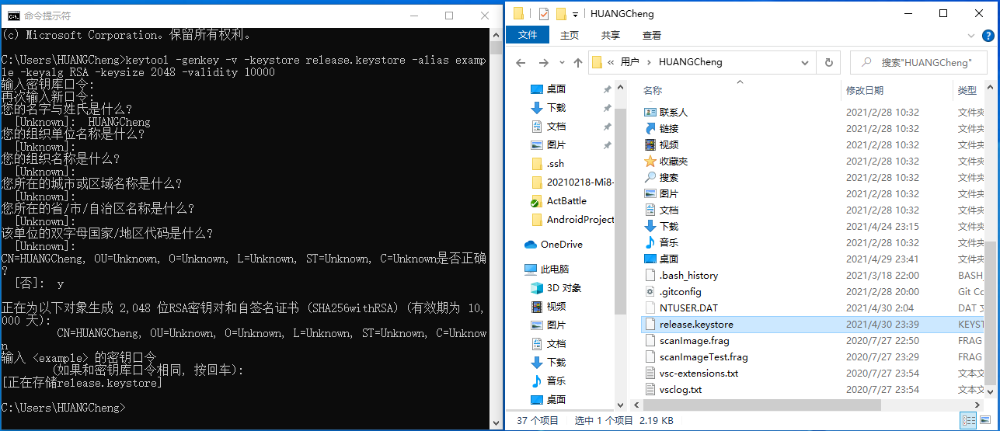 命令提示符
(c) Microsoft Corporation。保留所有权利。
C:\Users\HUANGCheng>keytool -genkey -v -keystore release.keystore -alias examp
le -keyalg RSA -keysize 2048 -validity 10000
输入密钥库口令:
再次输入新口令:
您的名字与姓氏是什么?
[Unknown]:  HUANGCheng
您的组织单位名称是什么?
[Unknown]:
您的组织名称是什么?
[Unknown]:
您所在的城市或区域名称是什么?
[Unknown]:
您所在的省/市/自治区名称是什么?
[Unknown]:
该单位的双字母国家/地区代码是什么?
[Unknown]:
CN=HUANGCheng, OU=Unknown, O=Unknown, L=Unknown, ST=Unknown, C=Unknown是否正确
?
[否]:  y
正在为以下对象生成 2,048 位RSA密钥对和自签名证书 (SHA256withRSA) (有效期为 10,
000 天):
CN=HUANGCheng, OU=Unknown, O=Unknown, L=Unknown, ST=Unknown, C=Unknow
n
输入 <example> 的密钥口令
(如果和密钥库口令相同, 按回车):
[正在存储release.keystore]
C:\Users\HUANGCheng>
HUANGCheng
文件 主页 共享 查看
« 用户 > HUANGCheng 搜索"HUANGCheng"
桌面
下载
文档
图片
.ssh
20210218-Mi8-
ActBattle
AndroidProject
OneDrive
此电脑
3D 对象
视频
图片
文档
下载
音乐
桌面
名称 修改日期 类型
联系人 2021/2/28 10:32 文件夹
链接 2021/2/28 10:32 文件夹
视频 2021/2/28 10:32 文件夹
收藏夹 2021/2/28 10:32 文件夹
搜索 2021/2/28 10:32 文件夹
图片 2021/2/28 10:32 文件夹
文档 2021/2/28 10:32 文件夹
下载 2021/4/24 23:15 文件夹
音乐 2021/2/28 10:32 文件夹
桌面 2021/4/29 23:41 文件夹
.bash_history 2021/3/18 22:00 BASH_
.gitconfig 2021/2/28 20:00 Git Co
NTUSER.DAT 2021/4/30 2:04 DAT 文
release.keystore 2021/4/30 23:39 KEYST
scanImage.frag 2020/7/27 22:50 FRAG
scanImageTest.frag 2020/7/27 23:29 FRAG
vsc-extensions.txt 2020/7/27 23:54 文本文
vsclog.txt 2020/7/27 23:54 文本文
37 个项目 选中 1 个项目 2.19 KB